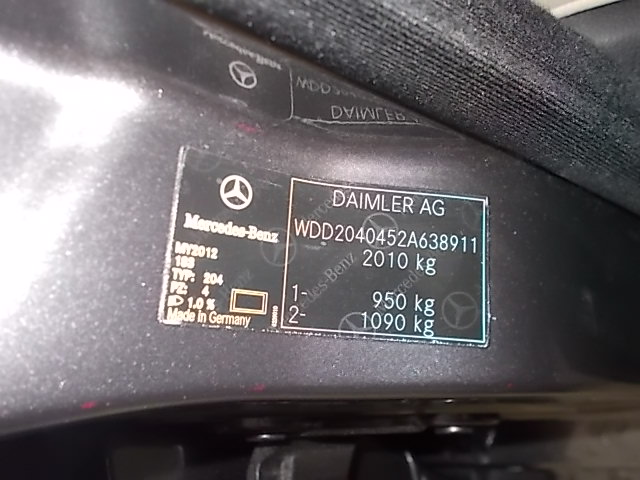 DAIMLER AG
WDD2040452A638911
2010 kg
1- 950 kg
2- 1090 kg
Mercedes-Benz
MY2012
TYP: 204
PZ: 4
1.0 %
Made in Germany